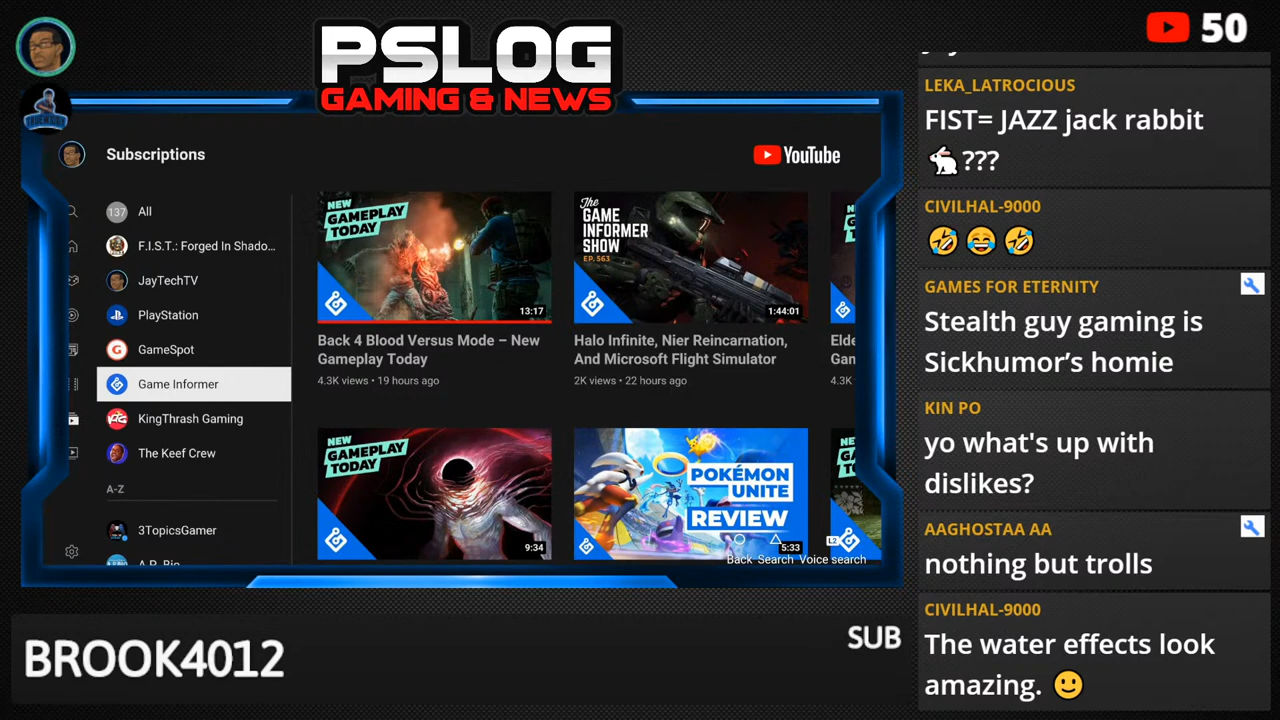 PSLOG
GAMING & NEWS
50
Subscriptions
YouTube
137
All
F.I.S.T.: Forged In Shado...
JayTechTV
PlayStation
GameSpot
Game Informer
KingThrash Gaming
The Keef Crew
A-Z
3TopicsGamer
NEW
GAMEPLAY
TODAY
13:17
Back 4 Blood Versus Mode – New
Gameplay Today
4.3K views • 19 hours ago
The
GAME
INFORMER
SHOW
EP. 563
1:44:01
Halo Infinite, Nier Reincarnation,
And Microsoft Flight Simulator
2K views • 22 hours ago
Elde
Gan
4.3K
NEW
GAMEPLAY
TODAY
9:34
POKÉMON
UNITE
REVIEW
5:33
L2
Back Search Voice search
LEKA_LATROCIOUS
FIST= JAZZ jack rabbit
🐇???
CIVILHAL-9000
🤣😂🤣
GAMES FOR ETERNITY
Stealth guy gaming is
Sickhumor's homie
KIN PO
yo what's up with
dislikes?
AAGHOSTAA AA
nothing but trolls
CIVILHAL-9000
The water effects look
amazing. 🙂
BROOK4012
SUB